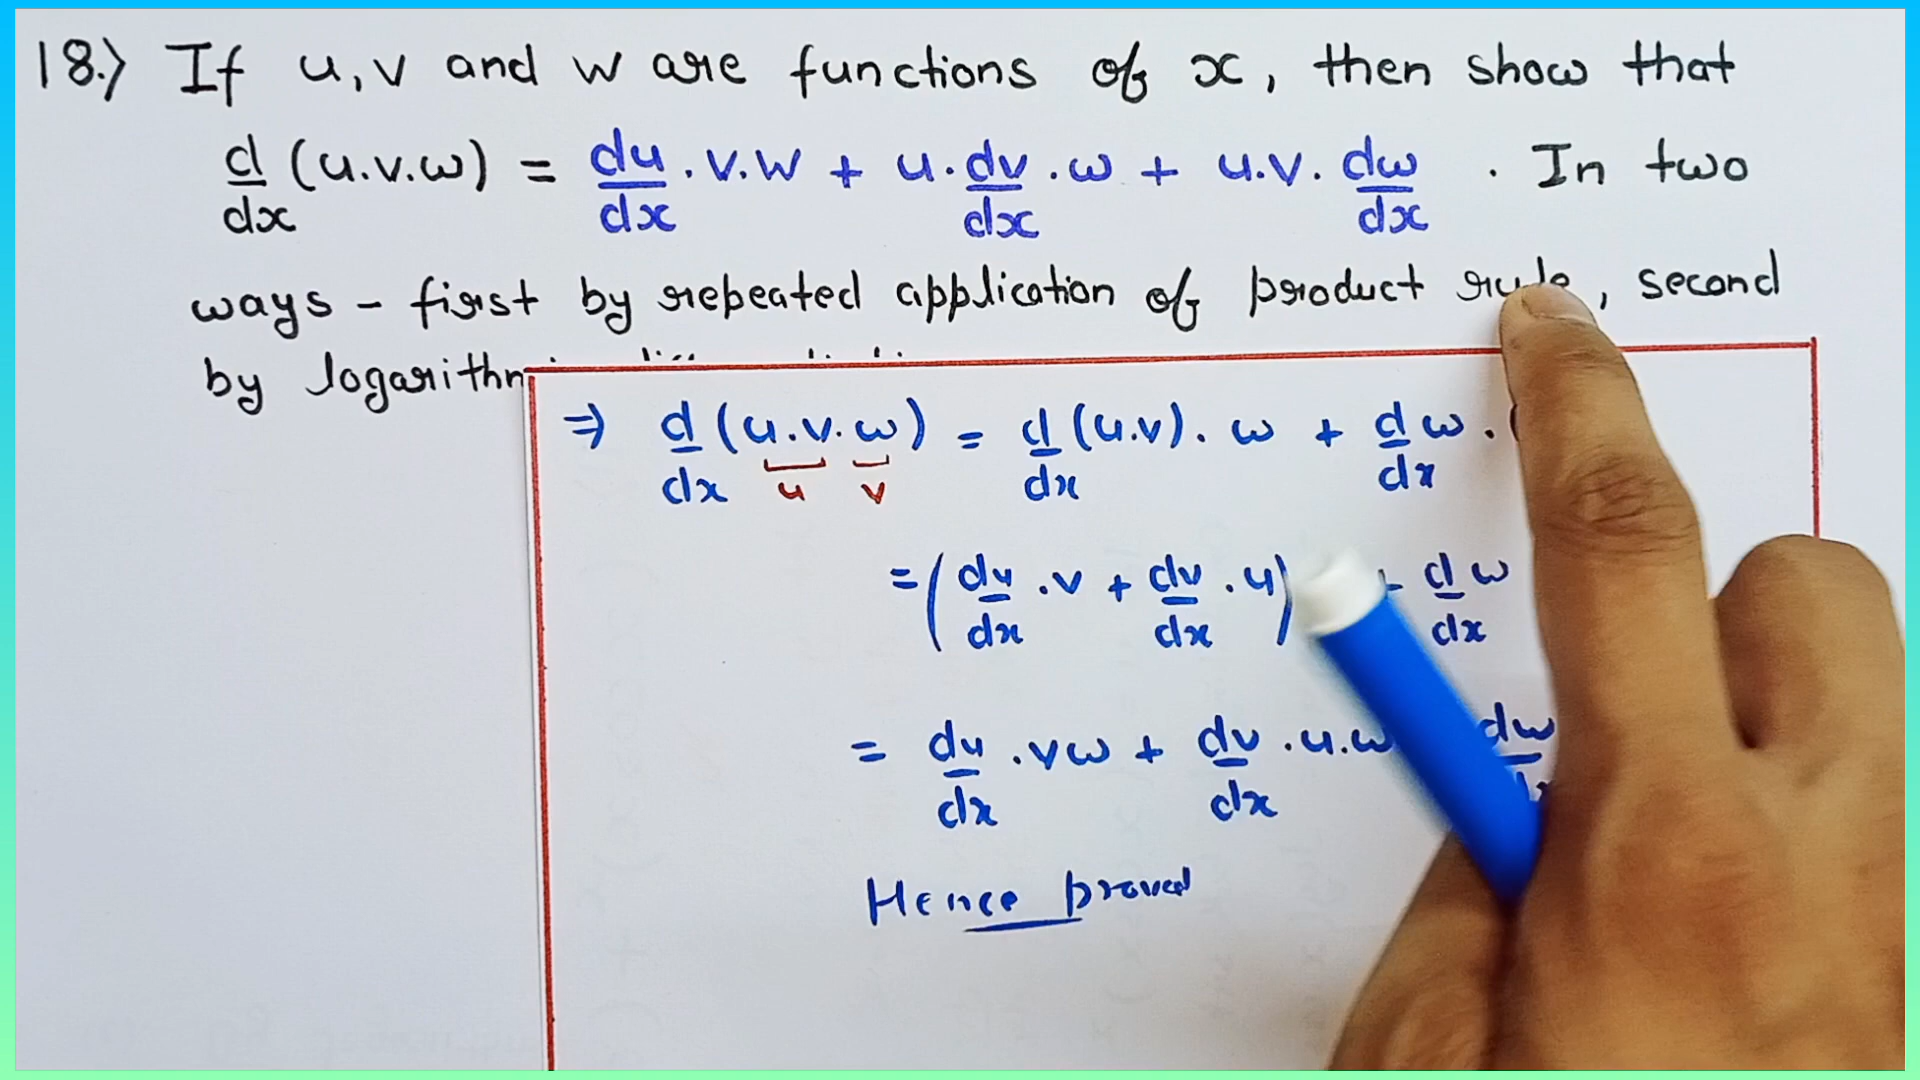 18.) If u, v and w are functions of x, then show that
d/dx (u.v.w) = du/dx . v.w + u. dv/dx . w + u.v. dw/dx . In two
ways - first by repeated application of product rule, second
by
⇒ d/dx (u.v.w) = d/dx (u.v). w + d/dx w.
u v
= (du/dx . v + dv/dx . u) d/dx w
= du/dx . vw + dv/dx . u.w dw
Hence proved